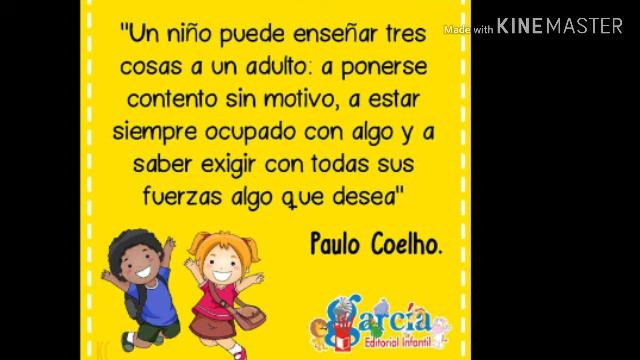 Made with KINEMASTER
"Un niño puede enseñar tres
cosas a un adulto: a ponerse
contento sin motivo, a estar
siempre ocupado con algo y a
saber exigir con todas sus
fuerzas algo que desea"
Paulo Coelho.
García
Editorial Infantil
KC